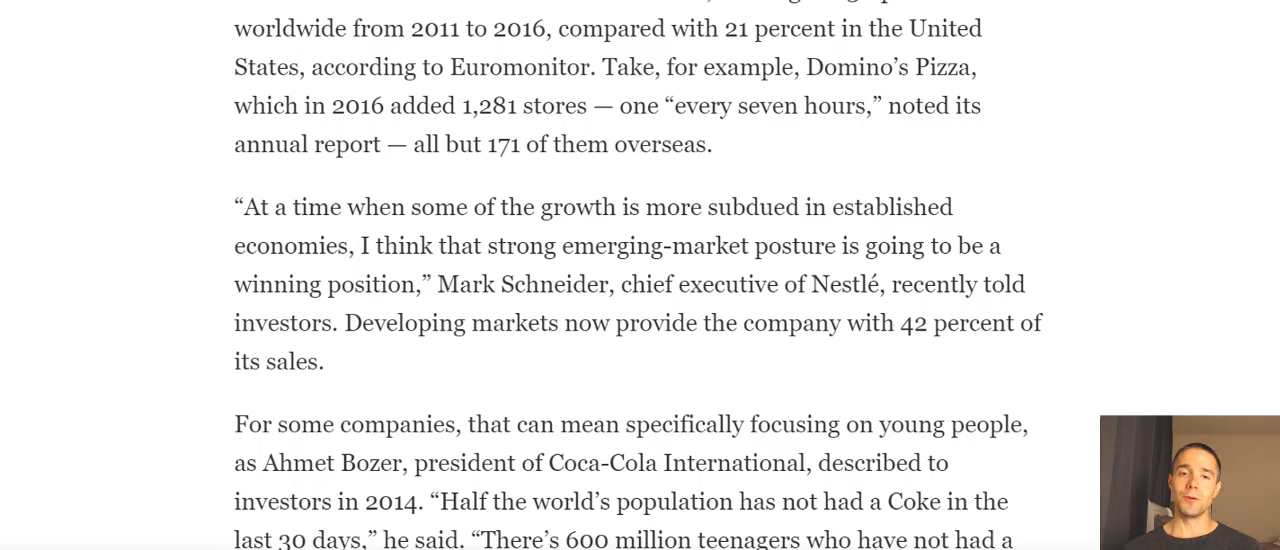 worldwide from 2011 to 2016, compared with 21 percent in the United
States, according to Euromonitor. Take, for example, Domino’s Pizza,
which in 2016 added 1,281 stores — one “every seven hours,” noted its
annual report — all but 171 of them overseas.
“At a time when some of the growth is more subdued in established
economies, I think that strong emerging-market posture is going to be a
winning position,” Mark Schneider, chief executive of Nestlé, recently told
investors. Developing markets now provide the company with 42 percent of
its sales.
For some companies, that can mean specifically focusing on young people,
as Ahmet Bozer, president of Coca-Cola International, described to
investors in 2014. “Half the world’s population has not had a Coke in the
last 30 days,” he said. “There’s 600 million teenagers who have not had a